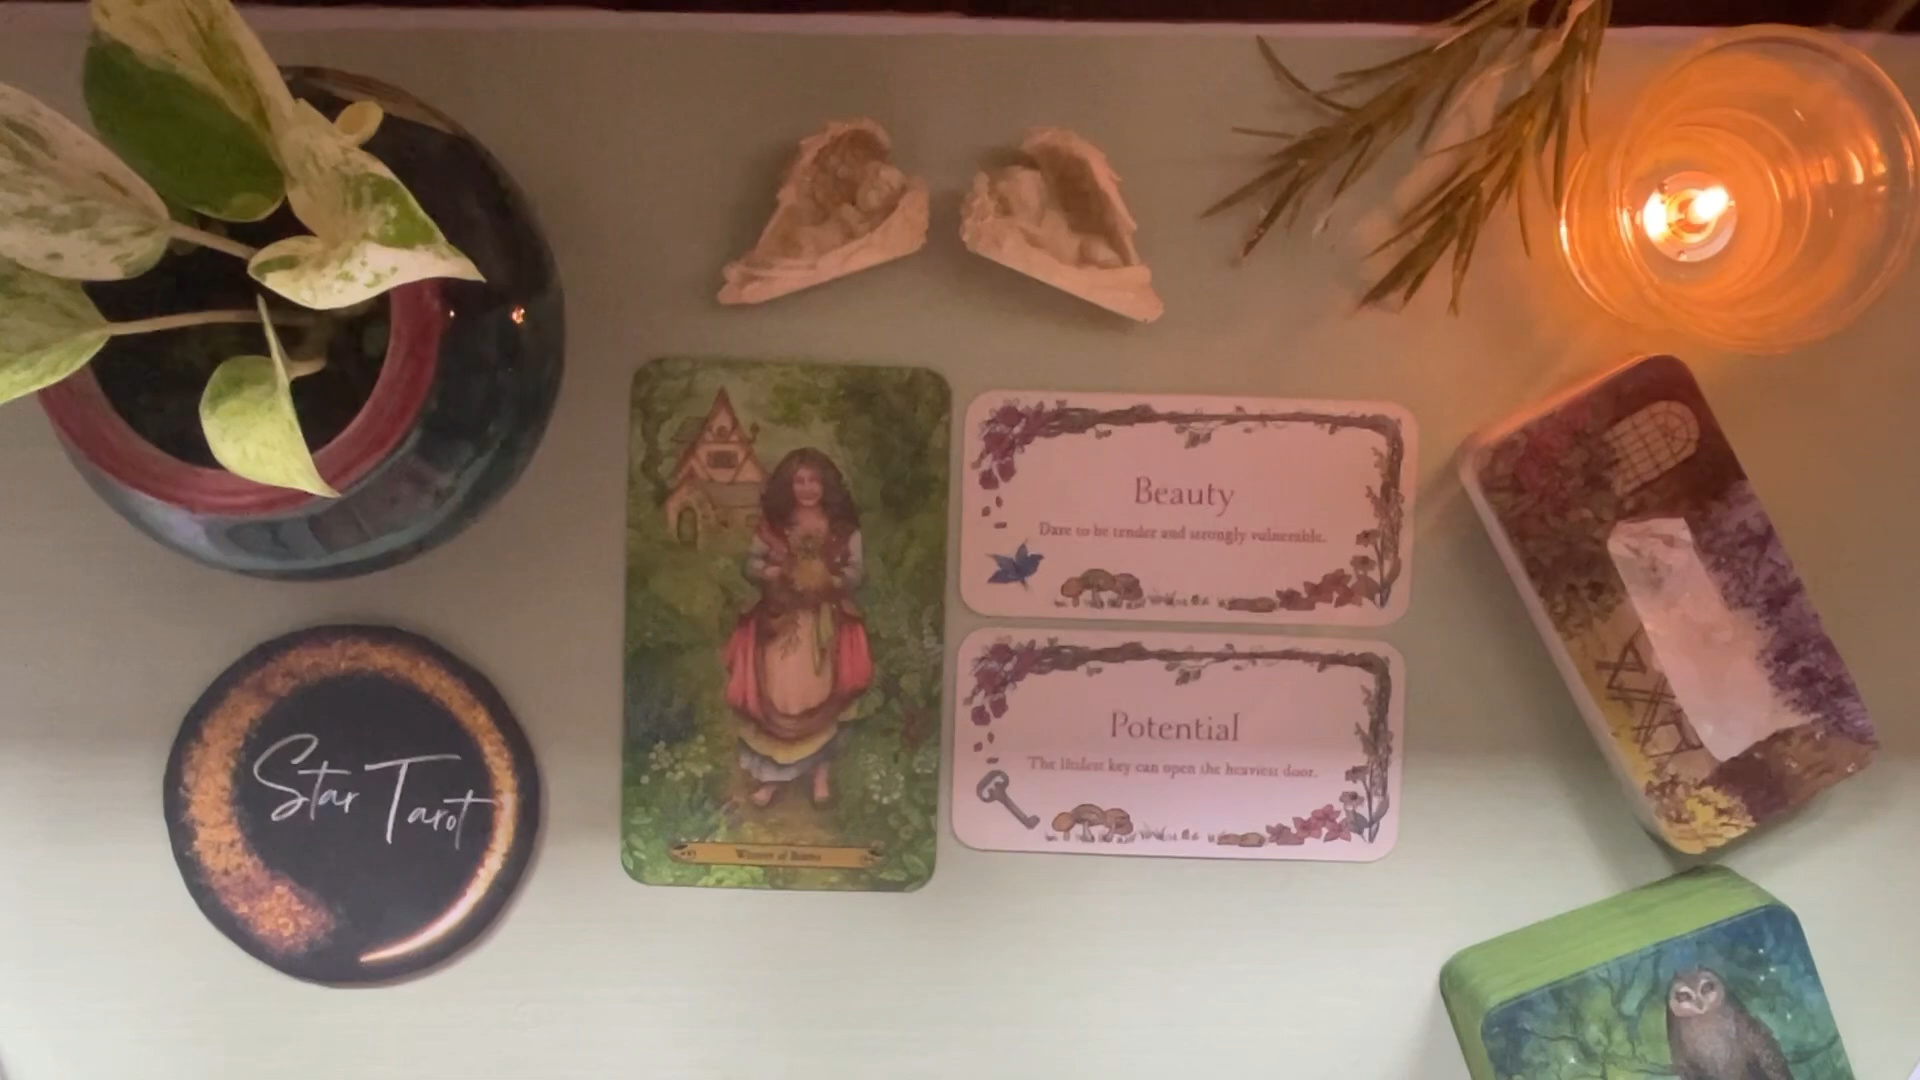 Beauty
Dare to be tender and strongly vulnerable.
Star Tarot
Potential
The littlest key can open the heaviest door.
of